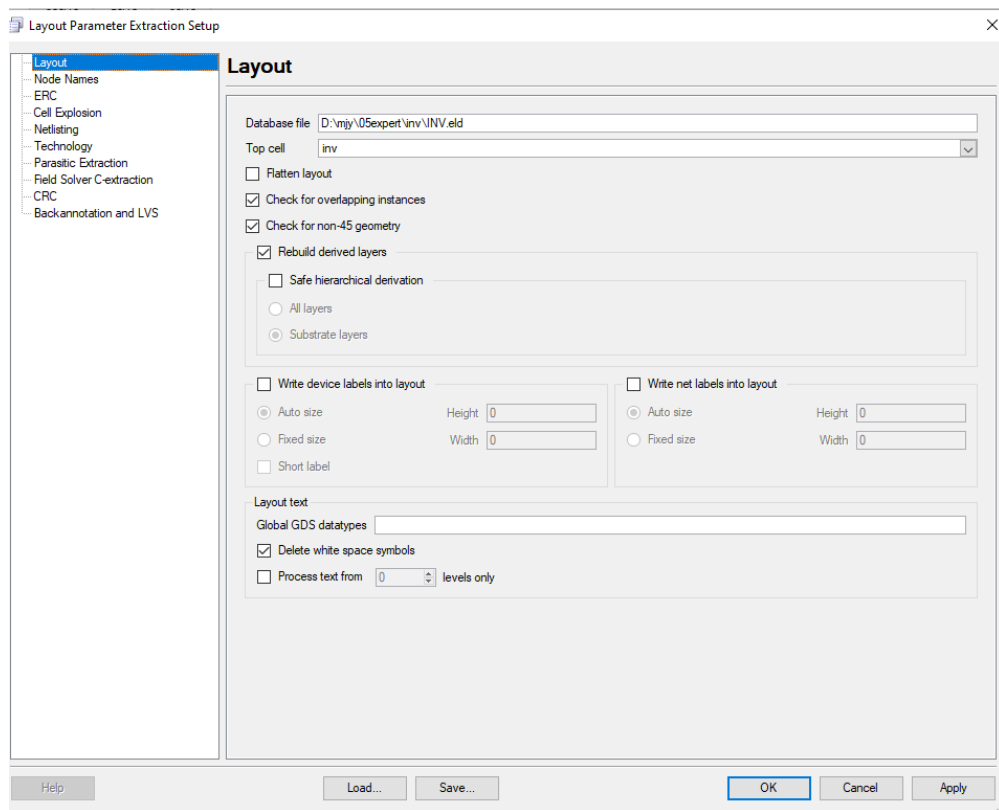 Layout Parameter Extraction Setup
Layout
Node Names
ERC
Cell Explosion
Netlisting
Technology
Parasitic Extraction
Field Solver C-extraction
CRC
Backannotation and LVS
Layout
Database file D:\mjy\05expert\inv\INV.eld
Top cell inv
Flatten layout
Check for overlapping instances
Check for non-45 geometry
Rebuild derived layers
Safe hierarchical derivation
All layers
Substrate layers
Write device labels into layout
Auto size Height 0
Fixed size Width 0
Short label
Write net labels into layout
Auto size Height 0
Fixed size Width 0
Layout text
Global GDS datatypes
Delete white space symbols
Process text from 0 levels only
Help Load... Save... OK Cancel Apply